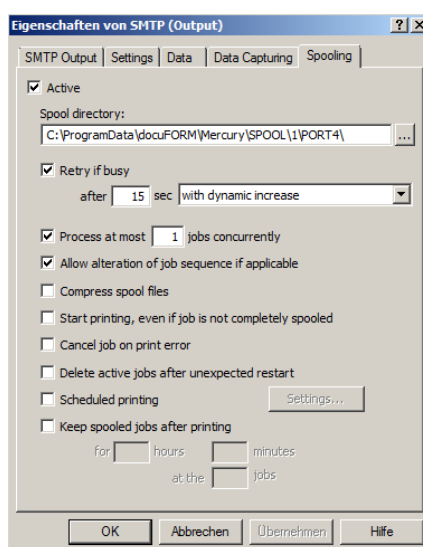 Eigenschaften von SMTP (Output)
SMTP Output Settings Data Data Capturing Spooling
Active
Spool directory:
C:\ProgramData\docuFORM\Mercury\SPOOL\1\PORT4\ ...
Retry if busy
after 15 sec with dynamic increase
Process at most 1 jobs concurrently
Allow alteration of job sequence if applicable
Compress spool files
Start printing, even if job is not completely spooled
Cancel job on print error
Delete active jobs after unexpected restart
Scheduled printing Settings...
Keep spooled jobs after printing
for hours minutes
at the jobs
OK Abbrechen Übernehmen Hilfe